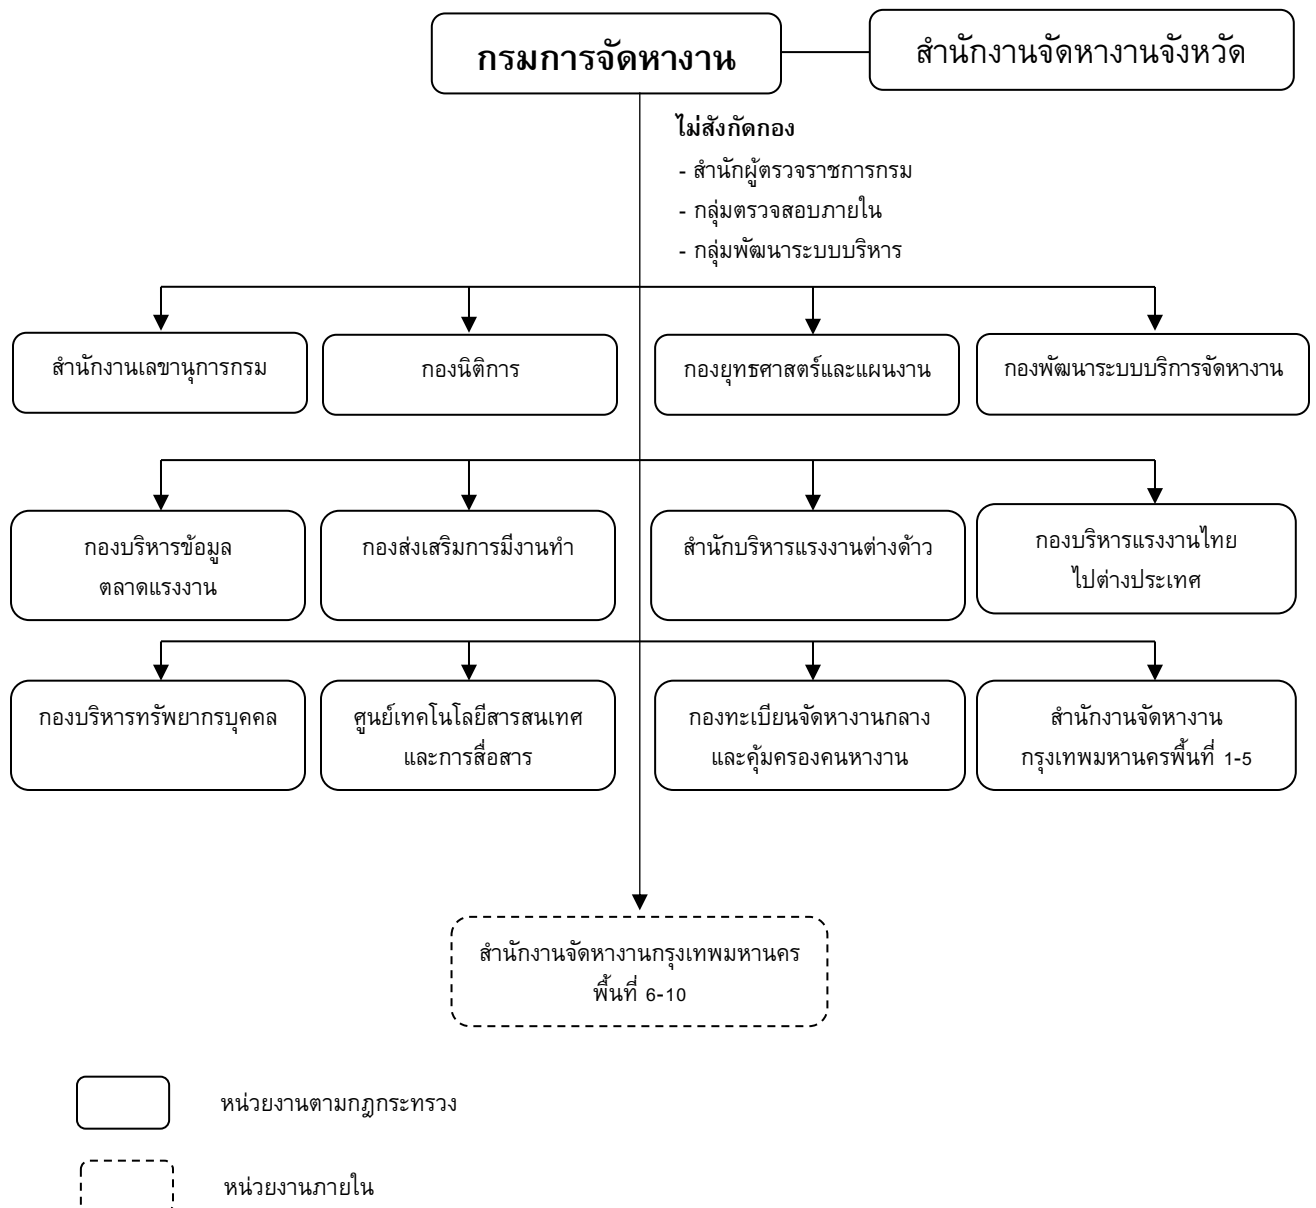 กรมการจัดหางาน
สำนักงานจัดหางานจังหวัด
ไม่สังกัดกอง
- สำนักผู้ตรวจราชการกรม
- กลุ่มตรวจสอบภายใน
- กลุ่มพัฒนาระบบบริหาร
สำนักงานเลขานุการกรม
กองนิติการ
กองยุทธศาสตร์และแผนงาน
กองพัฒนาระบบบริการจัดหางาน
กองบริหารข้อมูล
ตลาดแรงงาน
กองส่งเสริมการมีงานทำ
สำนักบริหารแรงงานต่างด้าว
กองบริหารแรงงานไทย
ไปต่างประเทศ
กองบริหารทรัพยากรบุคคล
ศูนย์เทคโนโลยีสารสนเทศ
และการสื่อสาร
กองทะเบียนจัดหางานกลาง
และคุ้มครองคนหางาน
สำนักงานจัดหางาน
กรุงเทพมหานครพื้นที่ 1-5
สำนักงานจัดหางานกรุงเทพมหานคร
พื้นที่ 6-10
หน่วยงานตามกฎกระทรวง
หน่วยงานภายใน